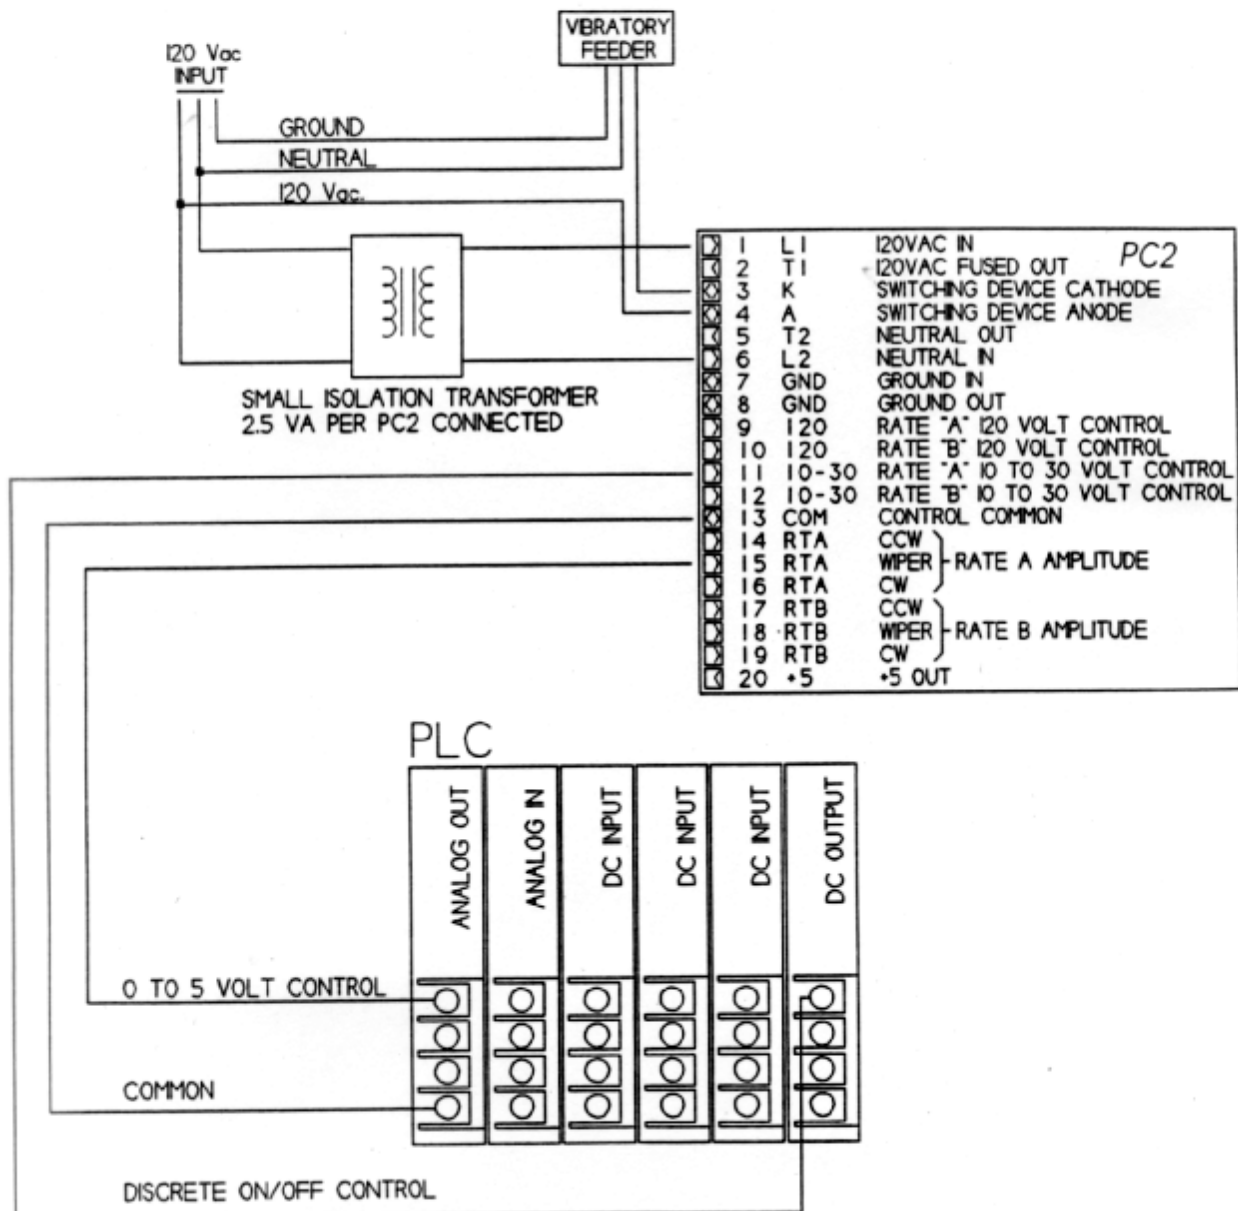 VIBRATORY
FEEDER
120 Vac
INPUT
GROUND
NEUTRAL
120 Vac.
SMALL ISOLATION TRANSFORMER
2.5 VA PER PC2 CONNECTED
PC2
1 L1 120VAC IN
2 T1 120VAC FUSED OUT
3 K SWITCHING DEVICE CATHODE
4 A SWITCHING DEVICE ANODE
5 T2 NEUTRAL OUT
6 L2 NEUTRAL IN
7 GND GROUND IN
8 GND GROUND OUT
9 120 RATE "A" 120 VOLT CONTROL
10 120 RATE "B" 120 VOLT CONTROL
11 10-30 RATE "A" 10 TO 30 VOLT CONTROL
12 10-30 RATE "B" 10 TO 30 VOLT CONTROL
13 COM CONTROL COMMON
14 RTA CCW
15 RTA WIPER RATE A AMPLITUDE
16 RTA CW
17 RTB CCW
18 RTB WIPER RATE B AMPLITUDE
19 RTB CW
20 +5 +5 OUT
PLC
ANALOG OUT
ANALOG IN
DC INPUT
DC INPUT
DC INPUT
DC OUTPUT
0 TO 5 VOLT CONTROL
COMMON
DISCRETE ON/OFF CONTROL